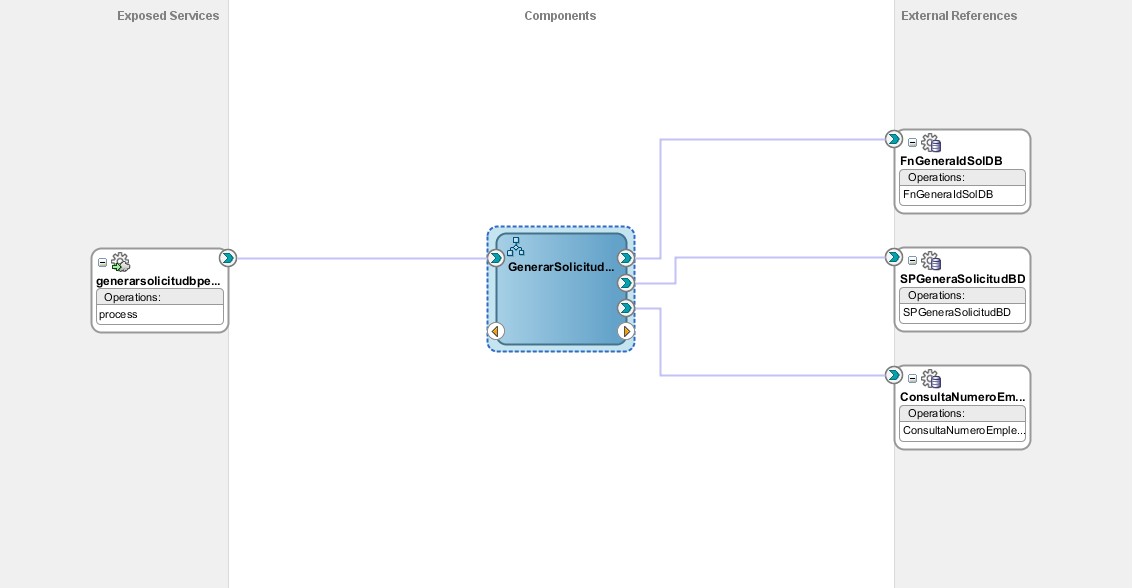 Exposed Services
Components
External References
FnGeneraIdSolDB
Operations:
FnGeneraIdSolDB
generarsolicitudbpe...
Operations:
process
GenerarSolicitud...
SPGeneraSolicitudBD
Operations:
SPGeneraSolicitudBD
ConsultaNumeroEm...
Operations:
ConsultaNumeroEmple...